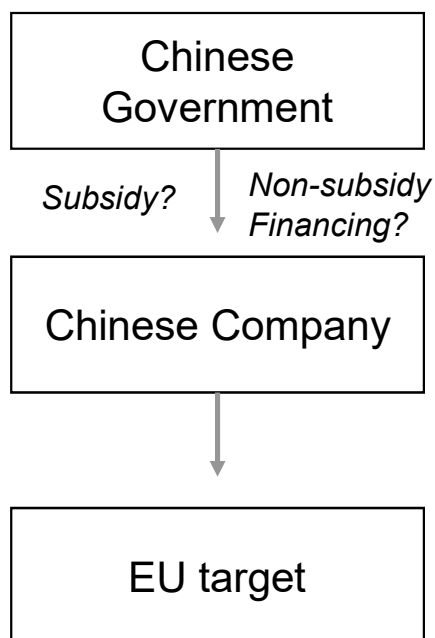 Chinese
Government
Subsidy?
Non-subsidy
Financing?
Chinese Company
EU target